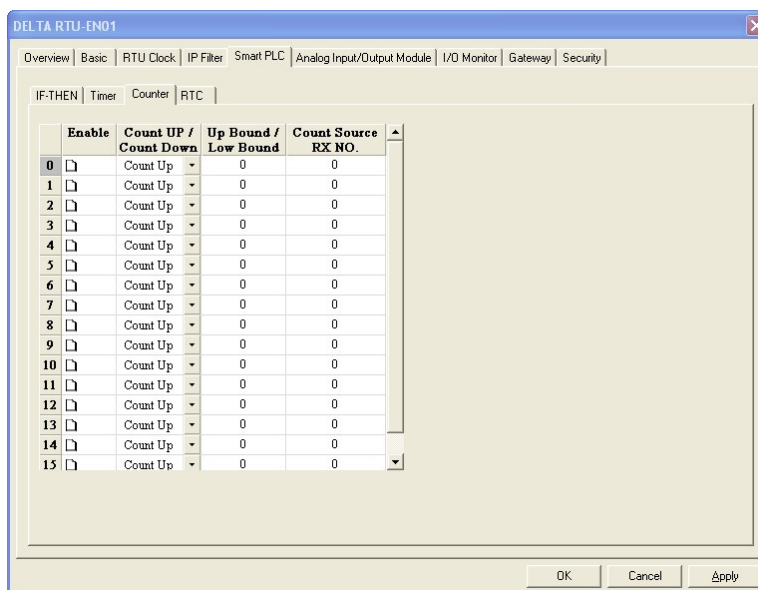 DELTA RTU-EN01
Overview Basic RTU Clock IP Filter Smart PLC Analog Input/Output Module I/O Monitor Gateway Security
IF-THEN Timer Counter RTC
Enable Count UP / Up Bound / Count Source
Count Down Low Bound RX NO.
0 Count Up 0 0
1 Count Up 0 0
2 Count Up 0 0
3 Count Up 0 0
4 Count Up 0 0
5 Count Up 0 0
6 Count Up 0 0
7 Count Up 0 0
8 Count Up 0 0
9 Count Up 0 0
10 Count Up 0 0
11 Count Up 0 0
12 Count Up 0 0
13 Count Up 0 0
14 Count Up 0 0
15 Count Up 0 0
OK Cancel Apply